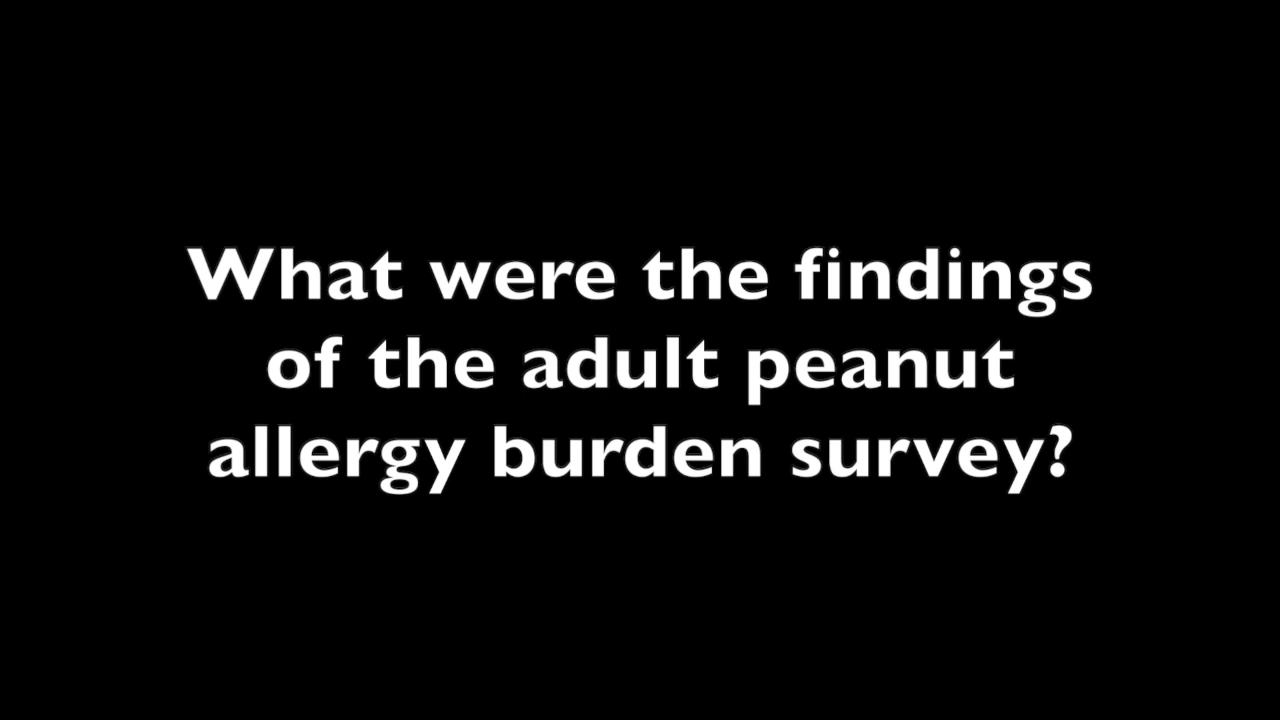 What were the findings
of the adult peanut
allergy burden survey?